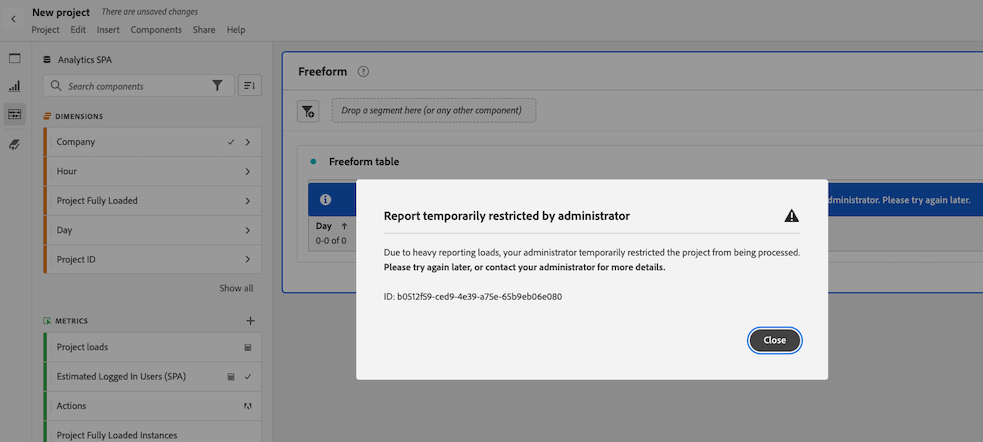 New project There are unsaved changes
Project Edit Insert Components Share Help
Analytics SPA
Search components
DIMENSIONS
Company
Hour
Project Fully Loaded
Day
Project ID
Show all
METRICS
Project loads
Estimated Logged In Users (SPA)
Actions
Project Fully Loaded Instances
Freeform
Drop a segment here (or any other component)
Freeform table
dministrator. Please try again later.
Day
0-0 of 0
Report temporarily restricted by administrator
Due to heavy reporting loads, your administrator temporarily restricted the project from being processed.
Please try again later, or contact your administrator for more details.
ID: b0512f59-ced9-4e39-a75e-65b9eb06e080
Close